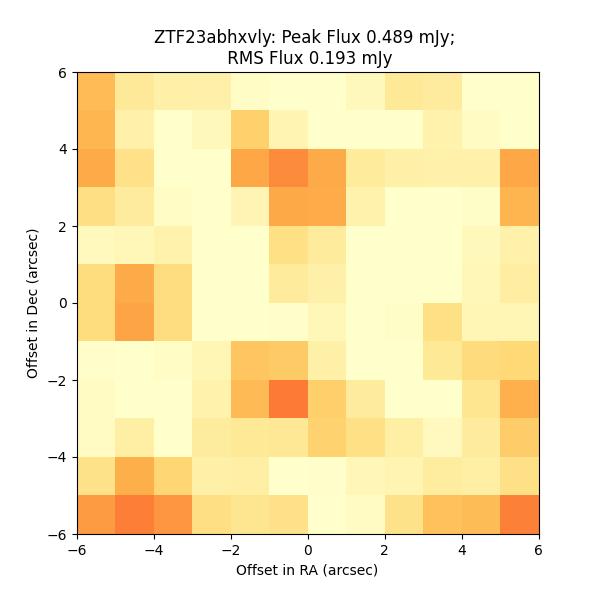 ZTF23abhxvly: Peak Flux 0.489 mJy;
RMS Flux 0.193 mJy
6
4
2
0
−2
−4
−6
Offset in Dec (arcsec)
−6 −4 −2 0 2 4 6
Offset in RA (arcsec)